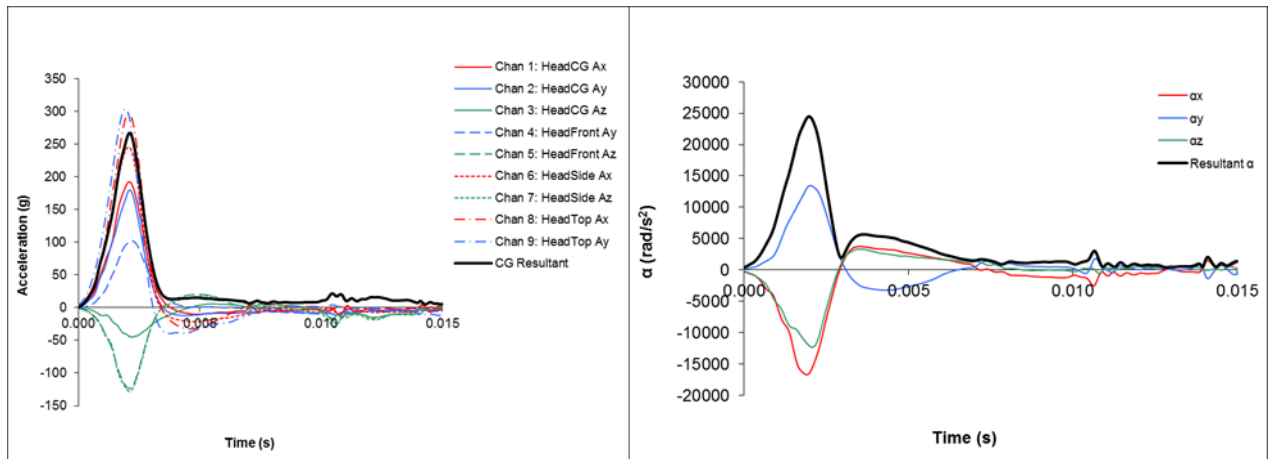 350
300
250
200
150
100
50
0
-50
-100
-150
Acceleration (g)
0.000
0.005
0.010
0.015
Time (s)
Chan 1: HeadCG Ax
Chan 2: HeadCG Ay
Chan 3: HeadCG Az
Chan 4: HeadFront Ay
Chan 5: HeadFront Az
Chan 6: HeadSide Ax
Chan 7: HeadSide Az
Chan 8: HeadTop Ax
Chan 9: HeadTop Ay
CG Resultant
30000
25000
20000
15000
10000
5000
0
-5000
-10000
-15000
-20000
α (rad/s²)
0.000
0.005
0.010
0.015
Time (s)
αx
αy
αz
Resultant α